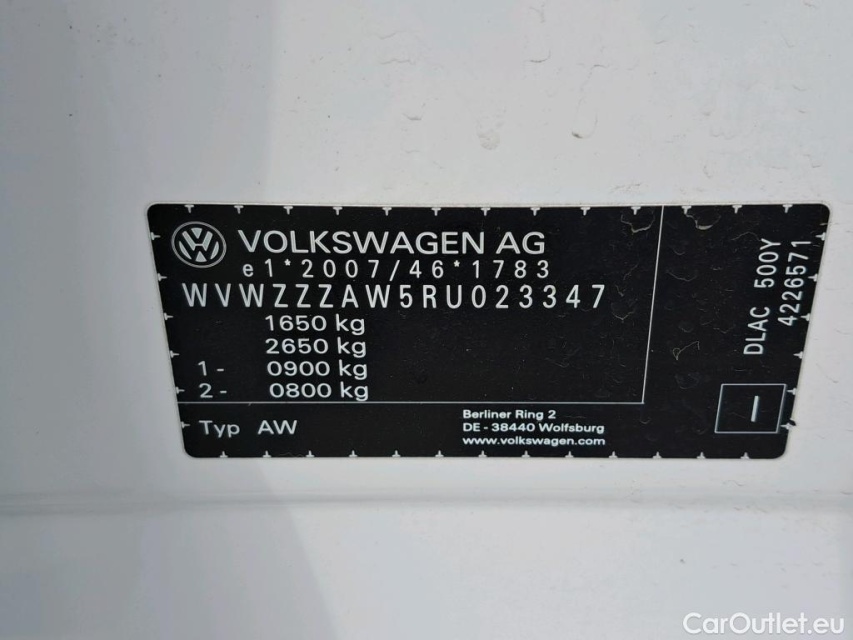 VOLKSWAGEN AG
e1*2007/46*1783
WVWZZZAW5RU023347
1650 kg
2650 kg
1- 0900 kg
2- 0800 kg
Typ AW
Berliner Ring 2
DE - 38440 Wolfsburg
www.volkswagen.com
DLAC 500Y
4226571
I
CarOutlet.eu